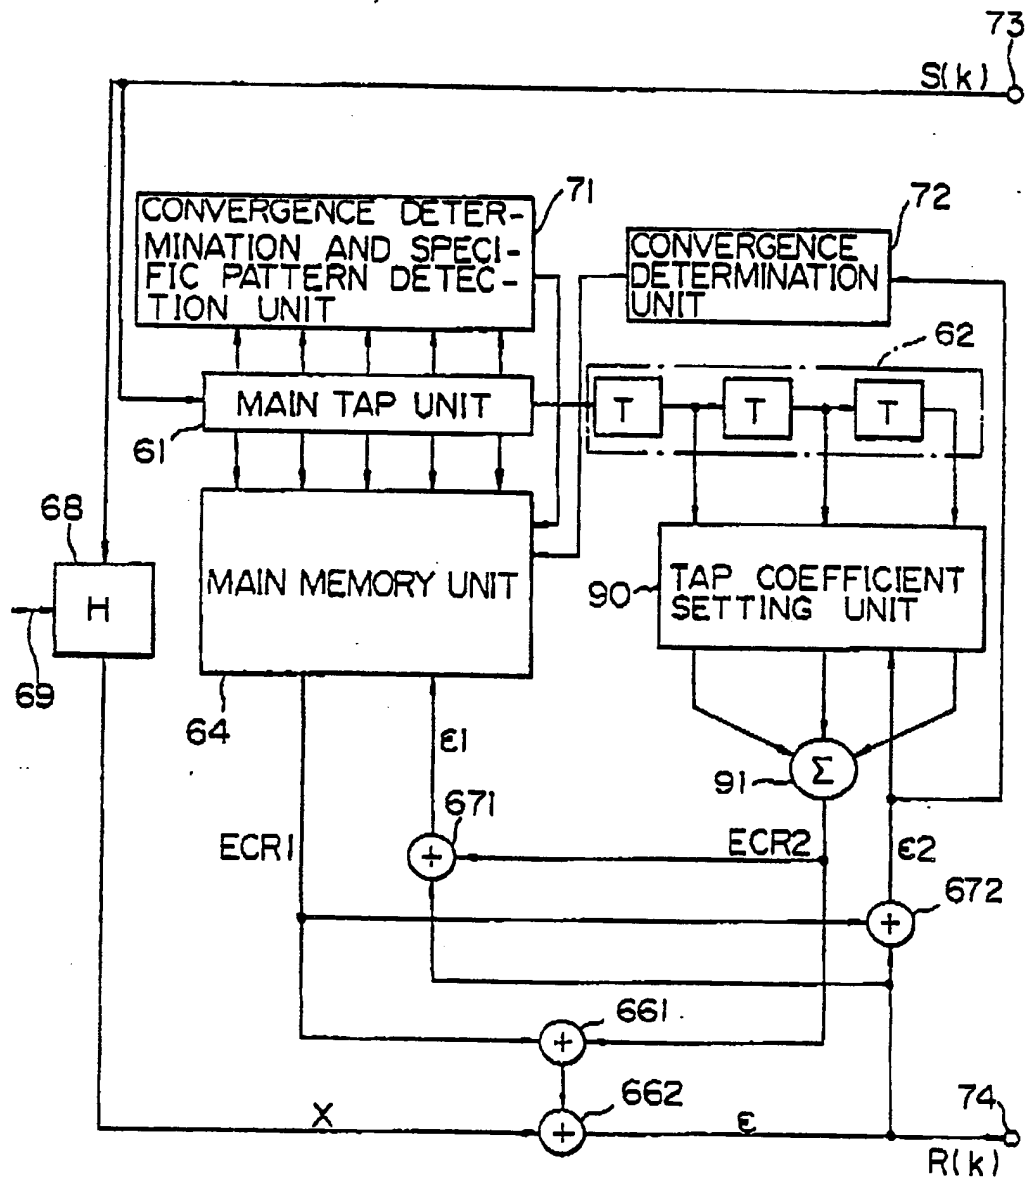 73
S(k)
71
CONVERGENCE DETER-
MINATION AND SPECI-
FIC PATTERN DETEC-
TION UNIT
72
CONVERGENCE
DETERMINATION
UNIT
62
MAIN TAP UNIT
T
T
T
61
68
H
69
MAIN MEMORY UNIT
90
TAP COEFFICIENT
SETTING UNIT
64
ε1
91
Σ
671
ECR1
ECR2
ε2
672
661
662
X
ε
74
R(k)